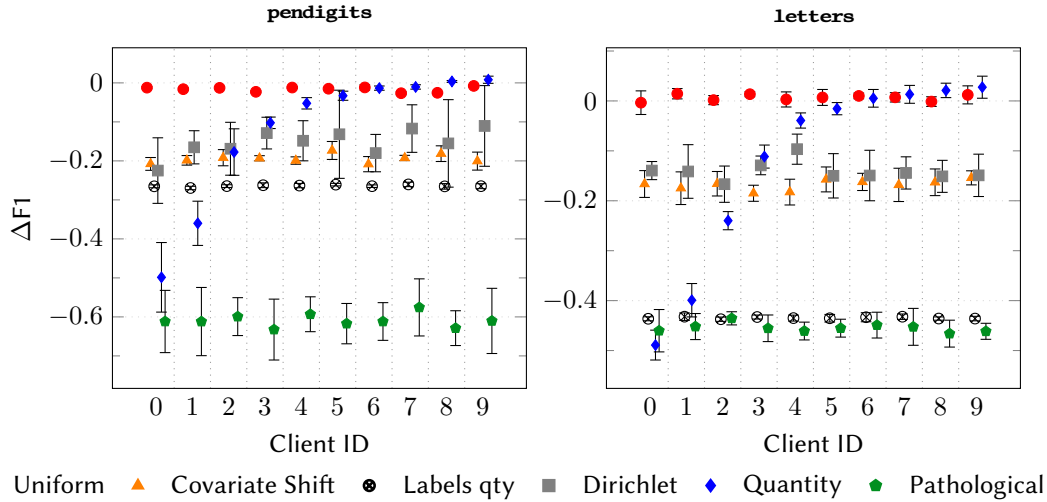 pendigits
letters
ΔF1
0
−0.2
−0.4
−0.6
0 1 2 3 4 5 6 7 8 9
Client ID
0
−0.2
−0.4
0 1 2 3 4 5 6 7 8 9
Client ID
Uniform Covariate Shift Labels qty Dirichlet Quantity Pathological